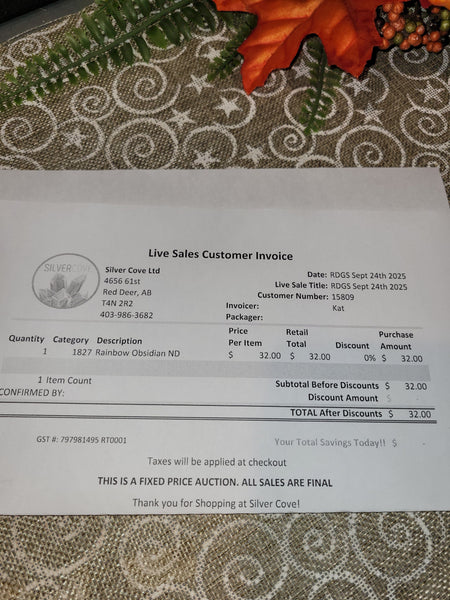 Live Sales Customer Invoice
SILVER COVE
Silver Cove Ltd
4656 61st
Red Deer, AB
T4N 2R2
403-986-3682
Date: RDGS Sept 24th 2025
Live Sale Title: RDGS Sept 24th 2025
Customer Number: 15809
Invoicer: Kat
Packager:
Quantity Category Description Price Per Item Retail Total Discount Purchase Amount
1 1827 Rainbow Obsidian ND $ 32.00 $ 32.00 0% $ 32.00
1 Item Count
Subtotal Before Discounts $ 32.00
CONFIRMED BY:
Discount Amount $ -
TOTAL After Discounts $ 32.00
GST #: 797981495 RT0001
Your Total Savings Today!! $ -
Taxes will be applied at checkout
THIS IS A FIXED PRICE AUCTION. ALL SALES ARE FINAL
Thank you for Shopping at Silver Cove!